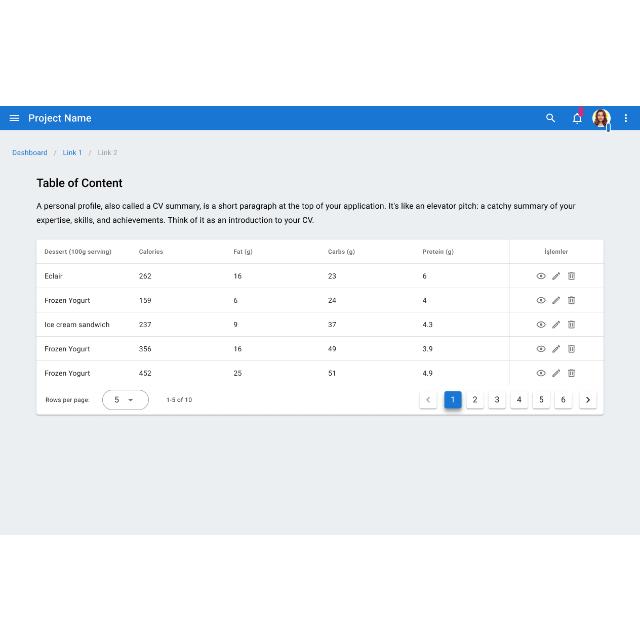 Project Name
Dashboard / Link 1 / Link 2
Table of Content
A personal profile, also called a CV summary, is a short paragraph at the top of your application. It's like an elevator pitch: a catchy summary of your
expertise, skills, and achievements. Think of it as an introduction to your CV.
Dessert (100g serving) Calories Fat (g) Carbs (g) Protein (g) İşlemler
Eclair 262 16 23 6
Frozen Yogurt 159 6 24 4
Ice cream sandwich 237 9 37 4.3
Frozen Yogurt 356 16 49 3.9
Frozen Yogurt 452 25 51 4.9
Rows per page: 5 1-5 of 10 1 2 3 4 5 6